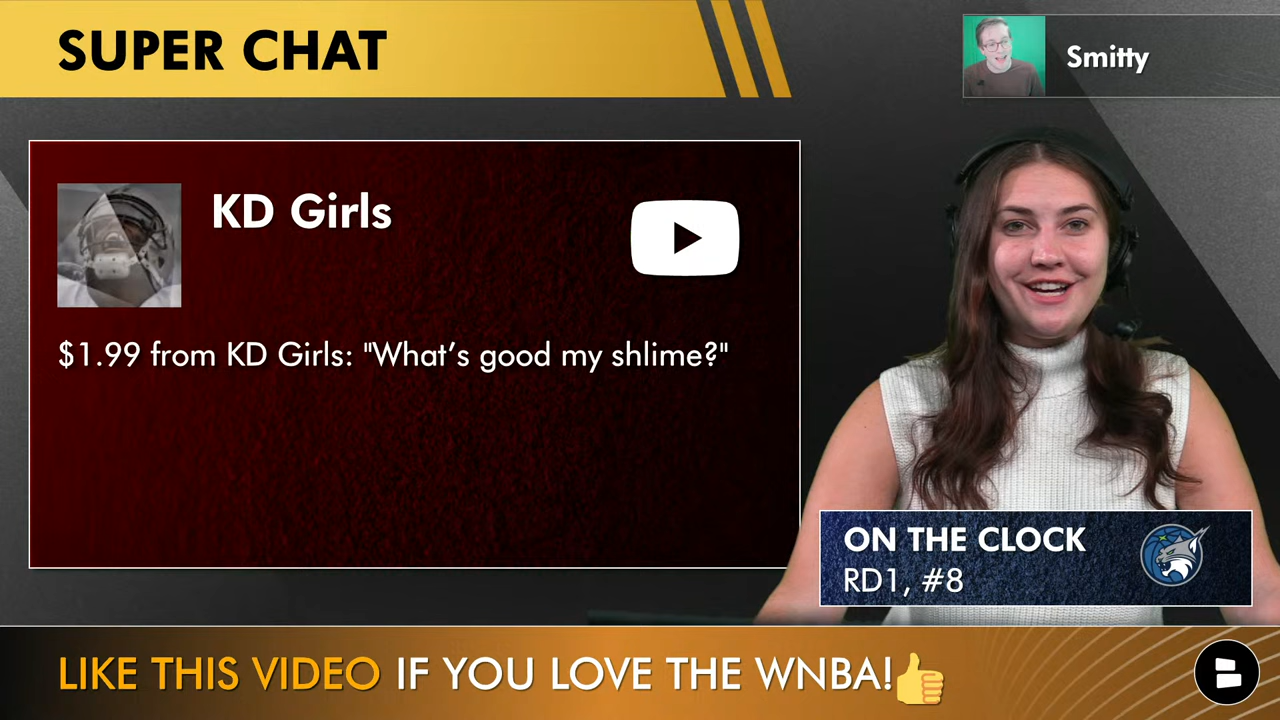 SUPER CHAT
Smitty
KD Girls
$1.99 from KD Girls: "What’s good my shlime?"
ON THE CLOCK
RD1, #8
LIKE THIS VIDEO IF YOU LOVE THE WNBA!👍